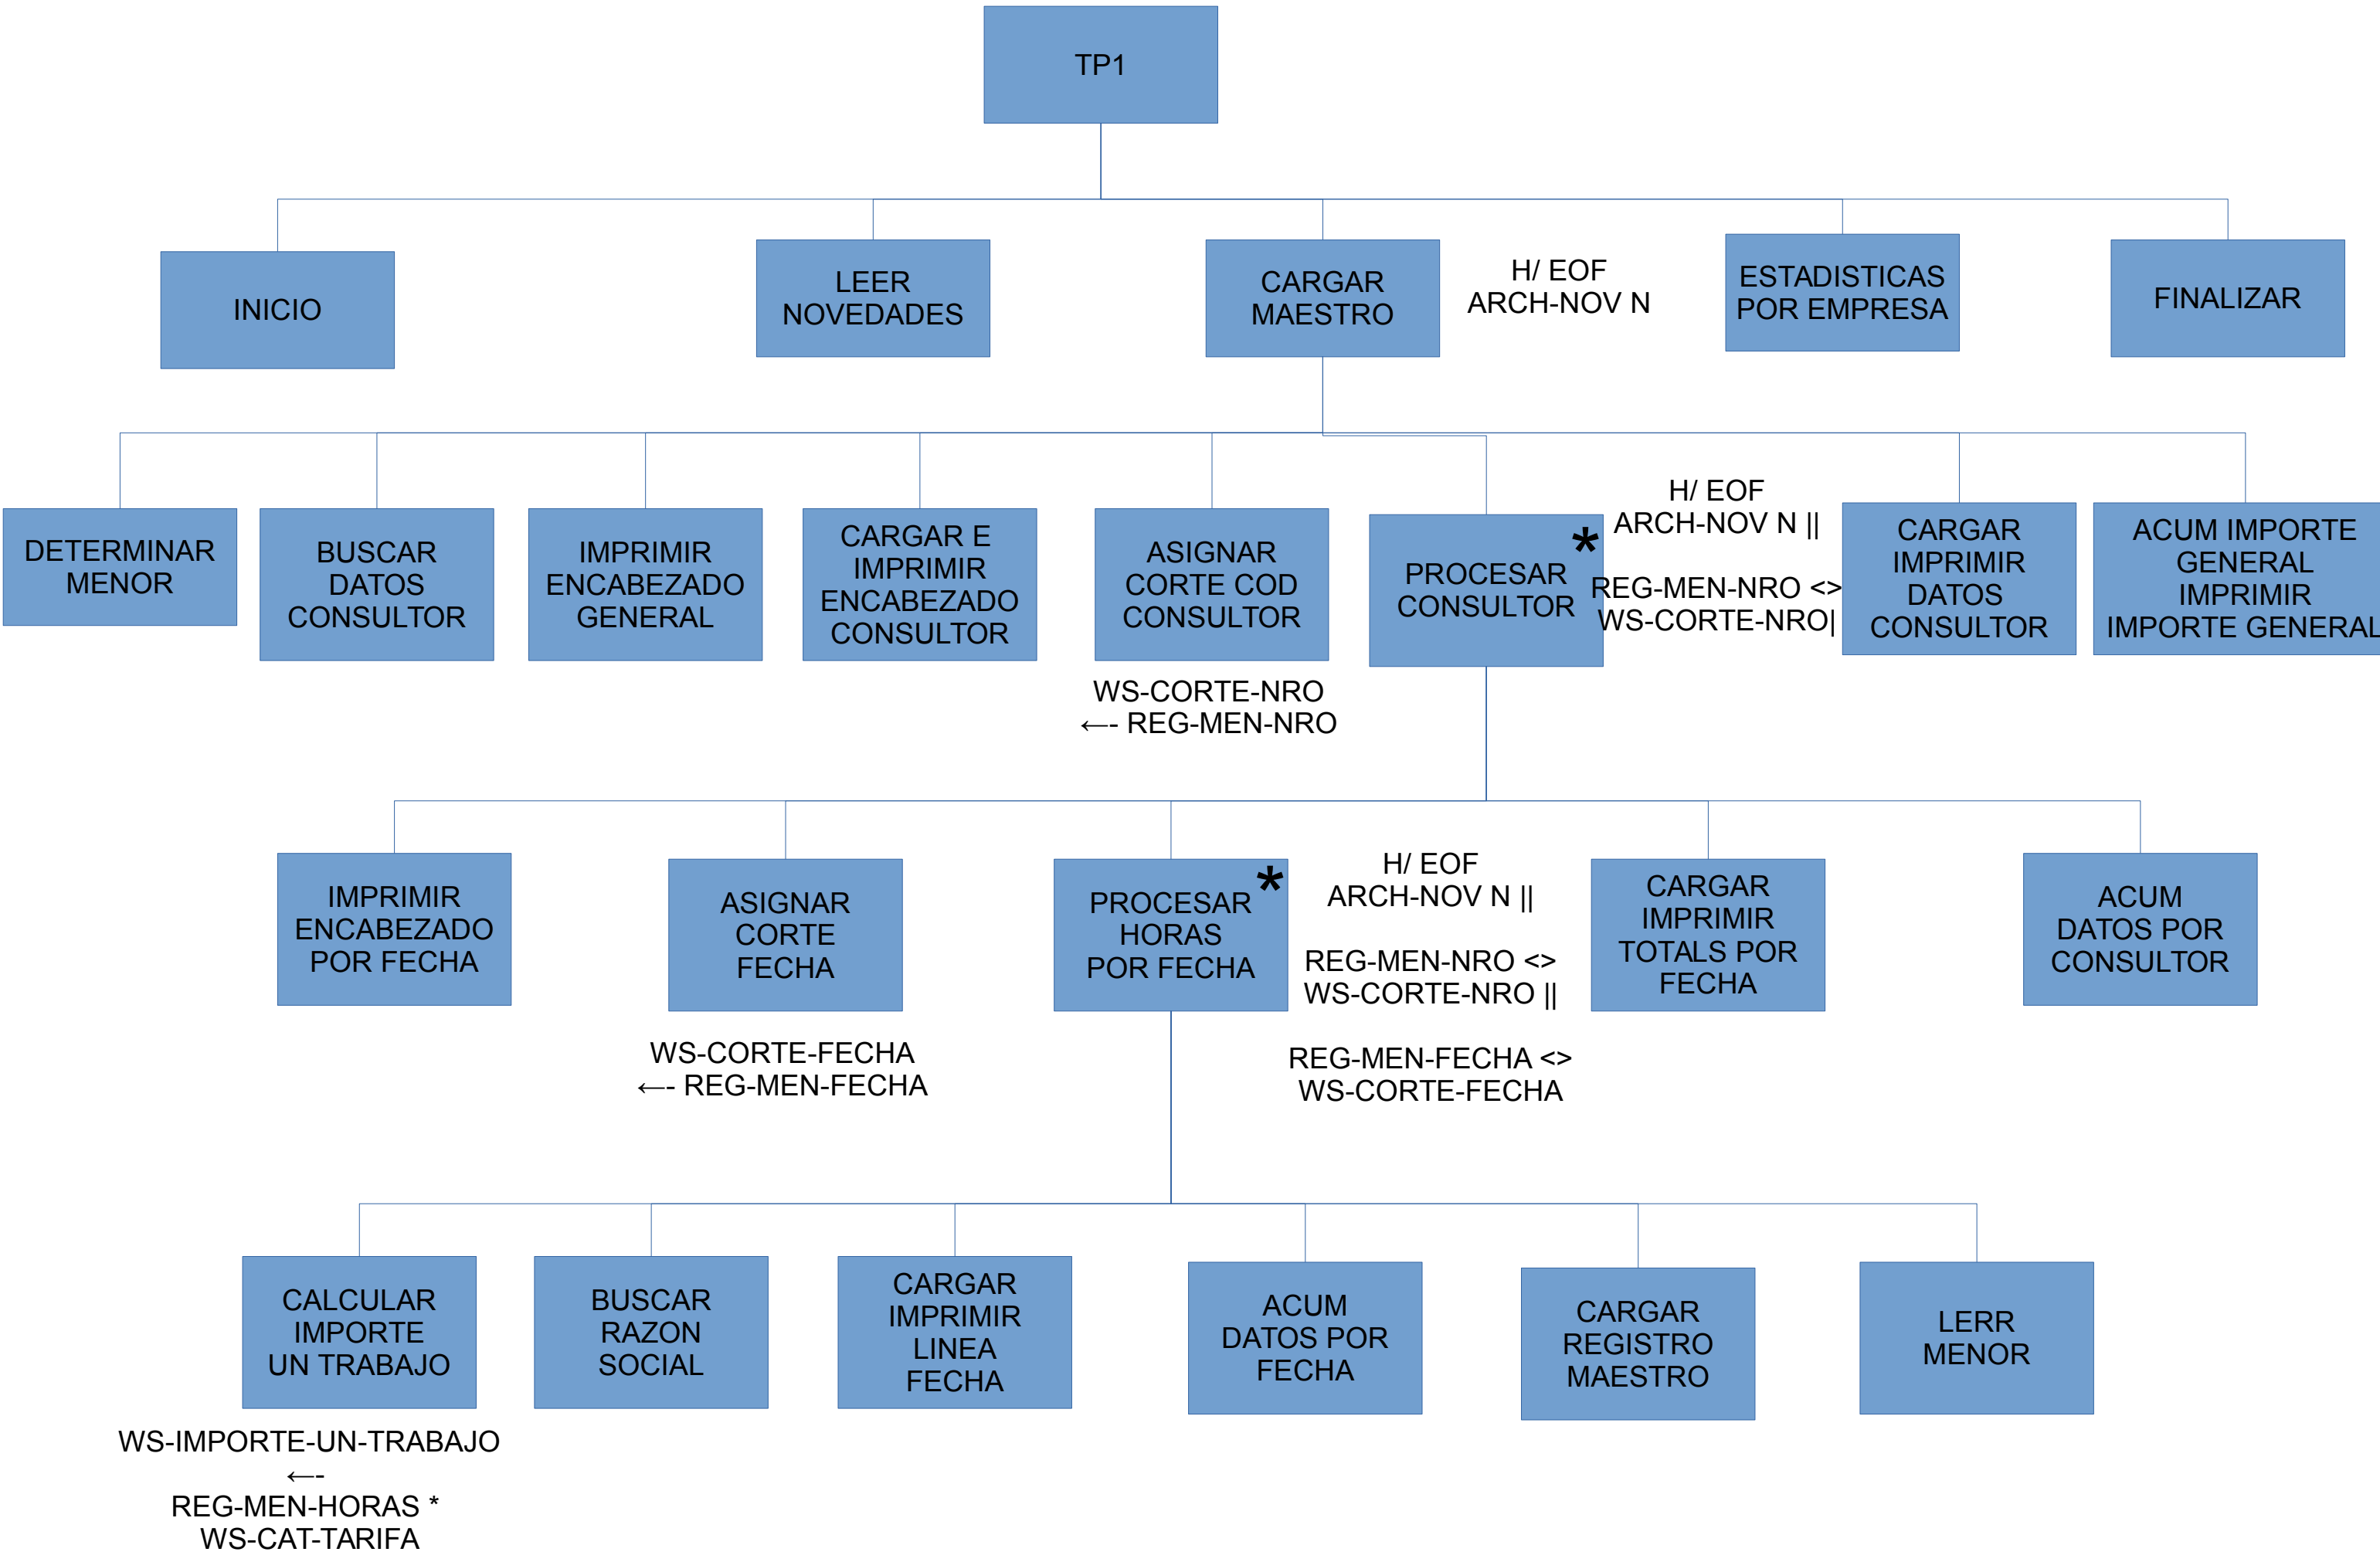 TP1
INICIO
LEER
NOVEDADES
CARGAR
MAESTRO
H/ EOF
ARCH-NOV N
ESTADISTICAS
POR EMPRESA
FINALIZAR
DETERMINAR
MENOR
BUSCAR
DATOS
CONSULTOR
IMPRIMIR
ENCABEZADO
GENERAL
CARGAR E
IMPRIMIR
ENCABEZADO
CONSULTOR
ASIGNAR
CORTE COD
CONSULTOR
WS-CORTE-NRO
←- REG-MEN-NRO
PROCESAR
CONSULTOR
*
H/ EOF
ARCH-NOV N ||
REG-MEN-NRO <>
WS-CORTE-NRO|
CARGAR
IMPRIMIR
DATOS
CONSULTOR
ACUM IMPORTE
GENERAL
IMPRIMIR
IMPORTE GENERAL
IMPRIMIR
ENCABEZADO
POR FECHA
ASIGNAR
CORTE
FECHA
WS-CORTE-FECHA
←- REG-MEN-FECHA
PROCESAR
HORAS
POR FECHA
*
H/ EOF
ARCH-NOV N ||
REG-MEN-NRO <>
WS-CORTE-NRO ||
REG-MEN-FECHA <>
WS-CORTE-FECHA
CARGAR
IMPRIMIR
TOTALS POR
FECHA
ACUM
DATOS POR
CONSULTOR
CALCULAR
IMPORTE
UN TRABAJO
WS-IMPORTE-UN-TRABAJO
←-
REG-MEN-HORAS *
WS-CAT-TARIFA
BUSCAR
RAZON
SOCIAL
CARGAR
IMPRIMIR
LINEA
FECHA
ACUM
DATOS POR
FECHA
CARGAR
REGISTRO
MAESTRO
LERR
MENOR